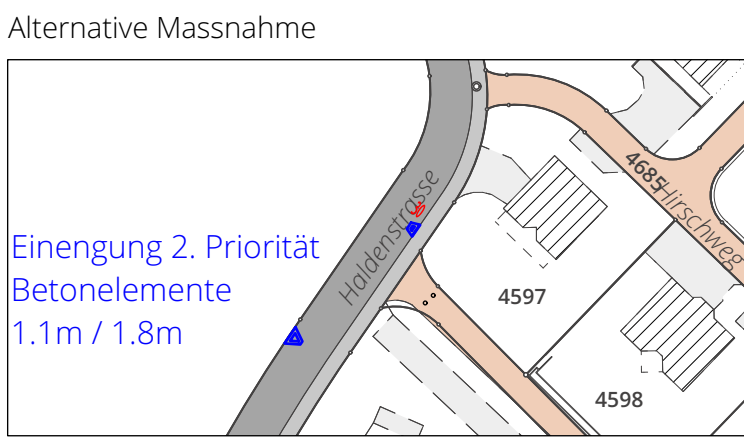 Alternative Massnahme
Einengung 2. Priorität
Betonelemente
1.1m / 1.8m
Haldenstrasse
4685
Hirschweg
4597
4598